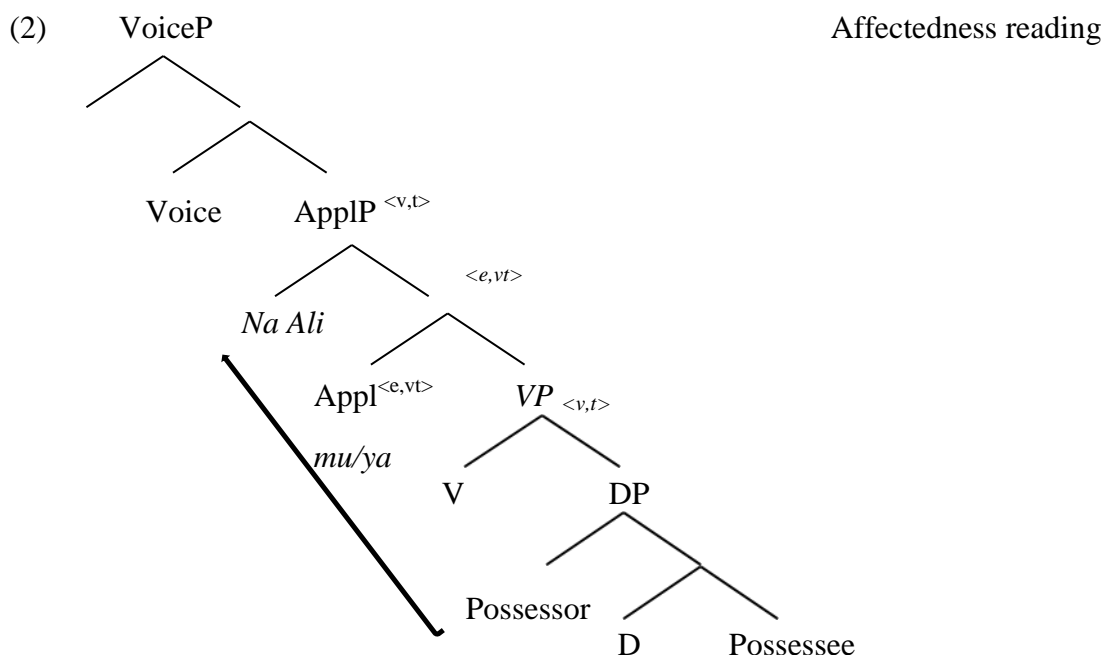 (2) VoiceP Affectedness reading
Voice ApplP <v,t>
<e,vt>
Na Ali
Appl<e,vt> VP <v,t>
mu/ya
V DP
Possessor
D Possessee